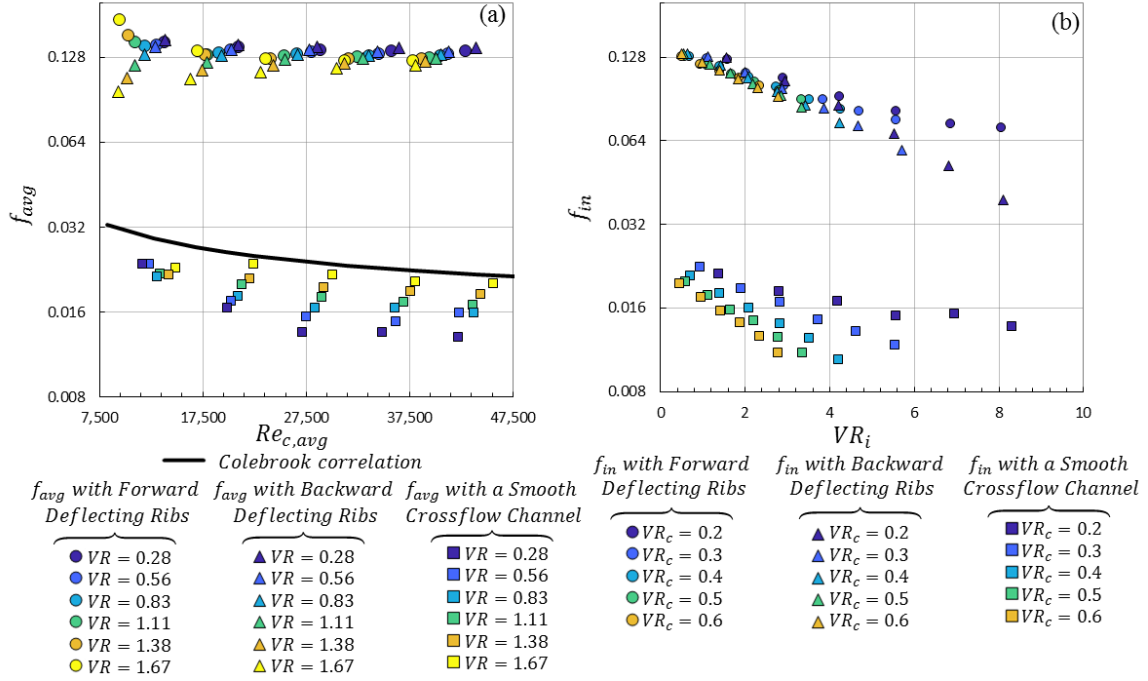 (a)
0.128
0.064
0.032
0.016
0.008
f_avg
7,500 17,500 27,500 37,500 47,500
Re_c,avg
Colebrook correlation
f_avg with Forward
Deflecting Ribs
VR = 0.28
VR = 0.56
VR = 0.83
VR = 1.11
VR = 1.38
VR = 1.67
f_avg with Backward
Deflecting Ribs
VR = 0.28
VR = 0.56
VR = 0.83
VR = 1.11
VR = 1.38
VR = 1.67
f_avg with a Smooth
Crossflow Channel
VR = 0.28
VR = 0.56
VR = 0.83
VR = 1.11
VR = 1.38
VR = 1.67
(b)
0.128
0.064
0.032
0.016
0.008
f_in
0 2 4 6 8 10
VR_i
f_in with Forward
Deflecting Ribs
VR_c = 0.2
VR_c = 0.3
VR_c = 0.4
VR_c = 0.5
VR_c = 0.6
f_in with Backward
Deflecting Ribs
VR_c = 0.2
VR_c = 0.3
VR_c = 0.4
VR_c = 0.5
VR_c = 0.6
f_in with a Smooth
Crossflow Channel
VR_c = 0.2
VR_c = 0.3
VR_c = 0.4
VR_c = 0.5
VR_c = 0.6